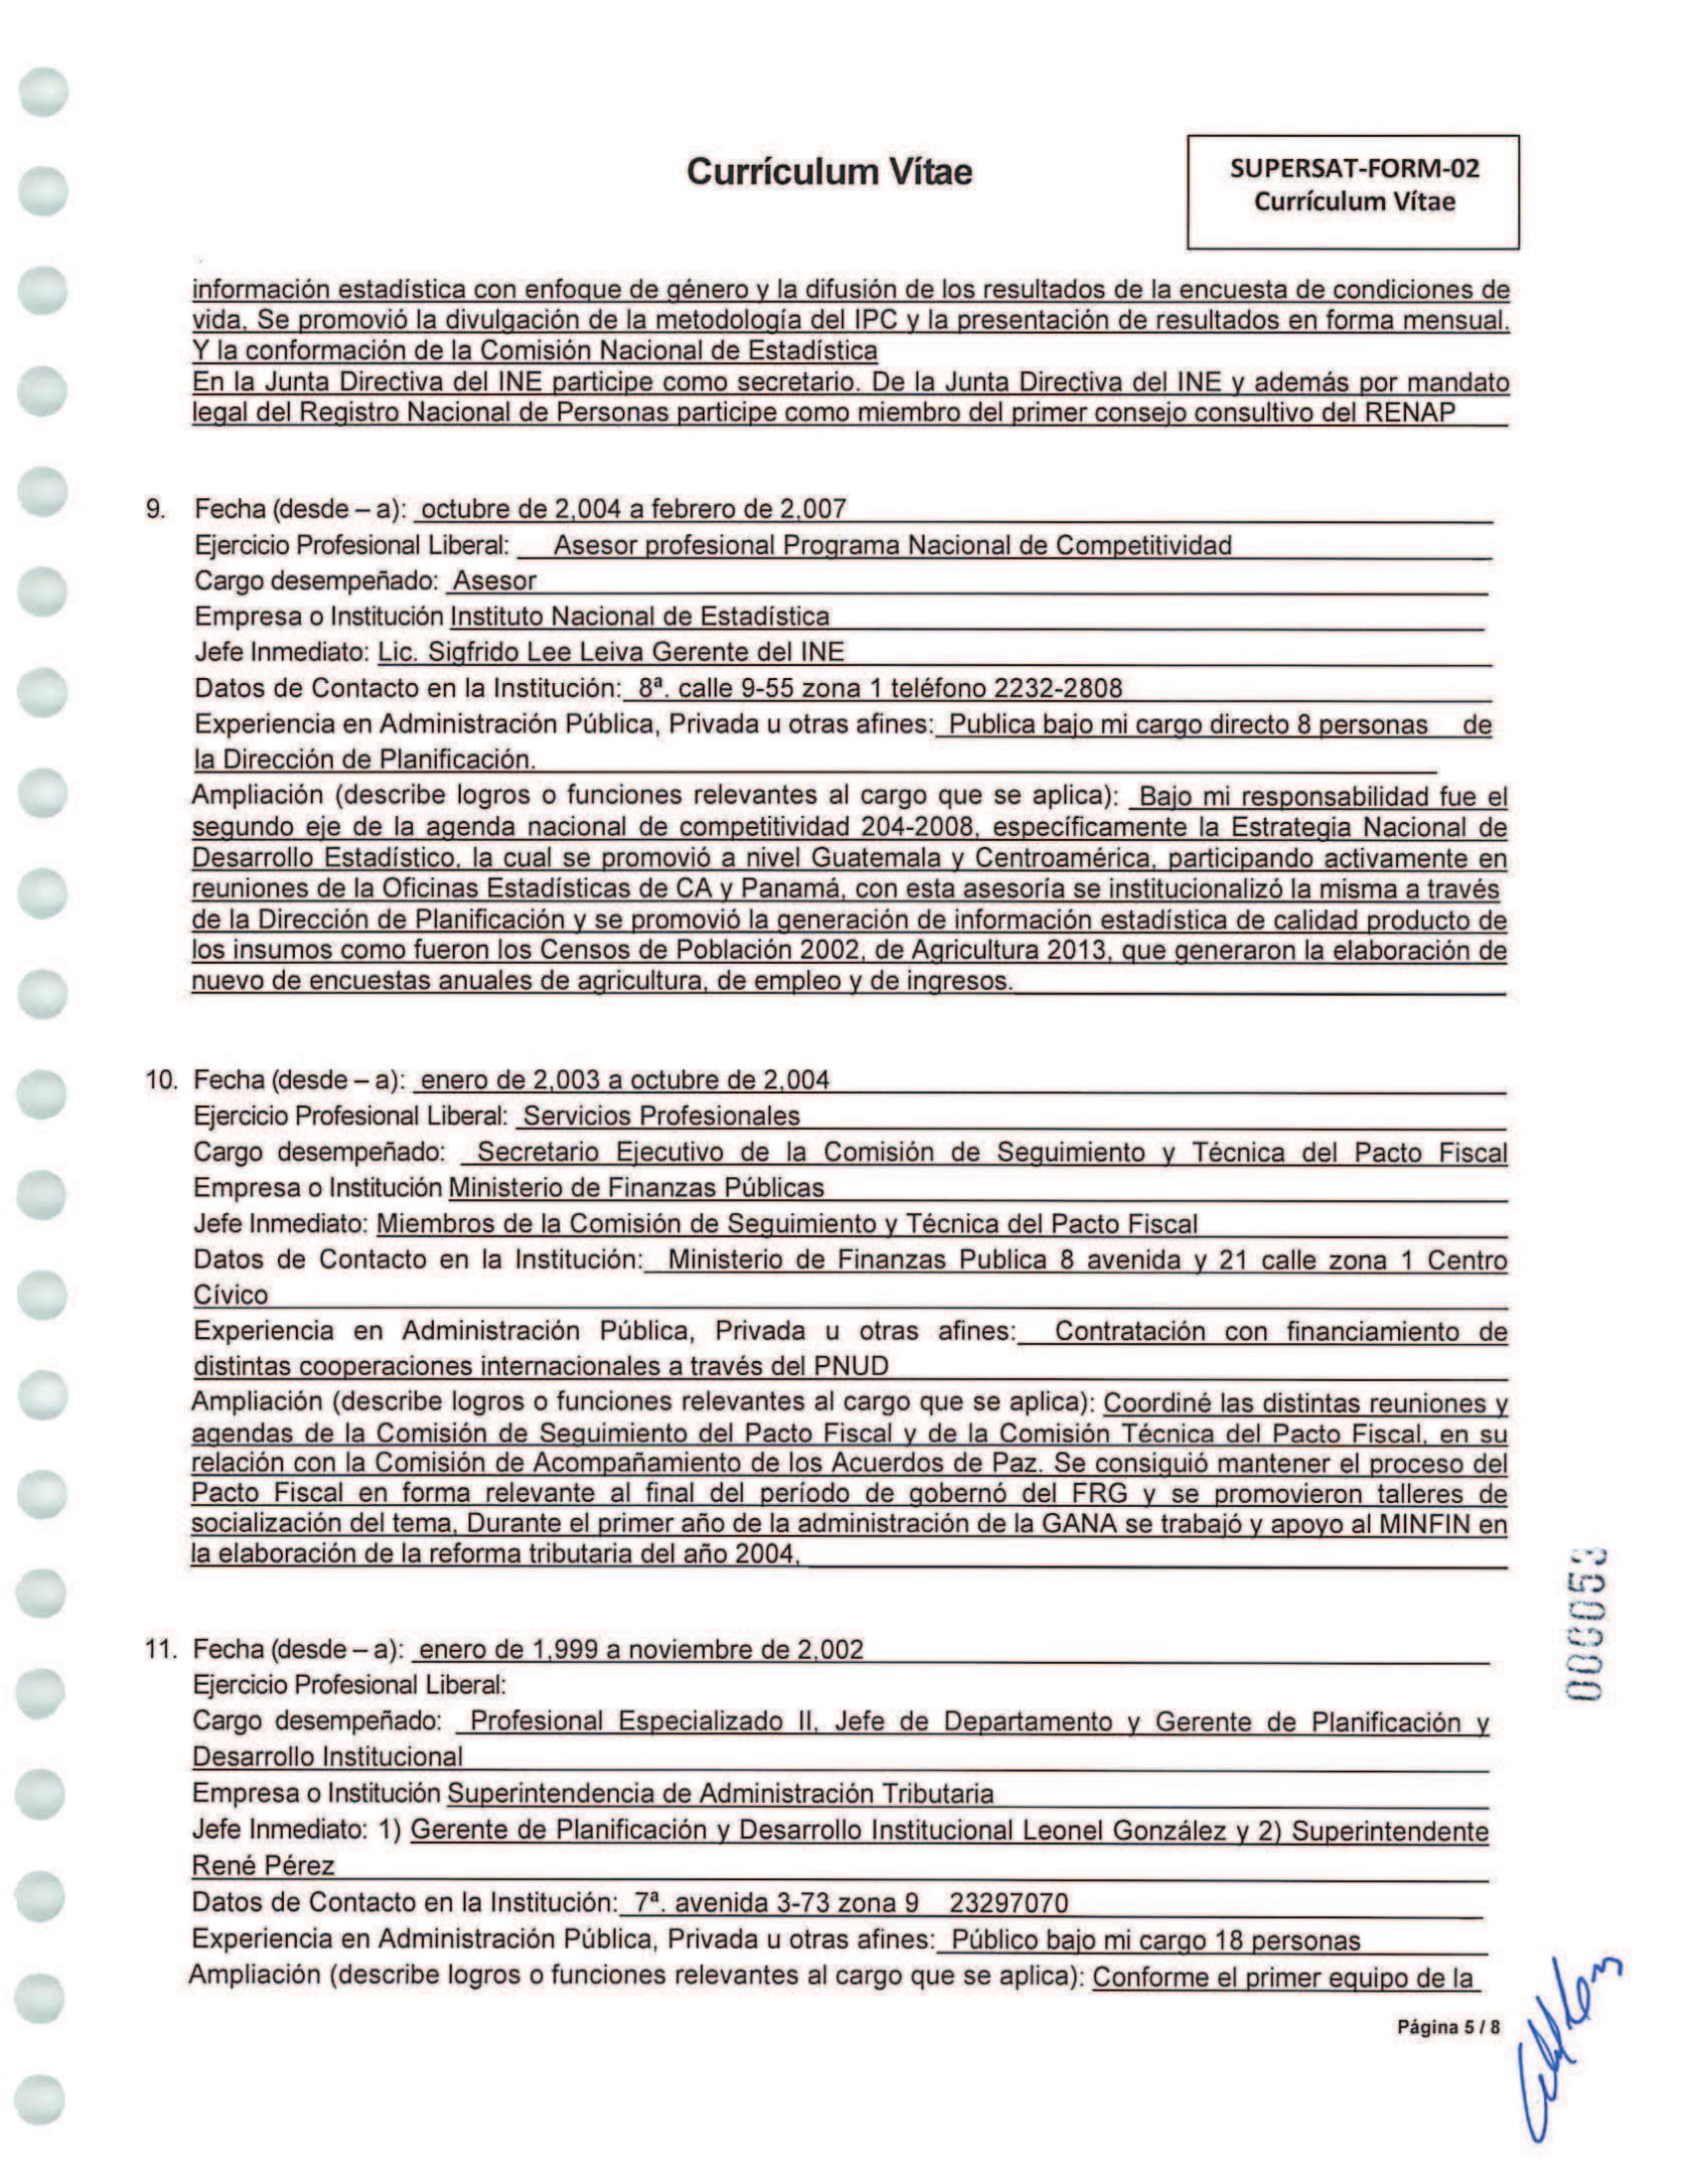 Currículum Vítae
SUPERSAT-FORM-02
Currículum Vítae
información estadística con enfoque de género y la difusión de los resultados de la encuesta de condiciones de
vida. Se promovió la divulgación de la metodología del IPC y la presentación de resultados en forma mensual.
Y la conformación de la Comisión Nacional de Estadística
En la Junta Directiva del INE participe como secretario. De la Junta Directiva del INE y además por mandato
legal del Registro Nacional de Personas participe como miembro del primer consejo consultivo del RENAP
9. Fecha (desde – a): octubre de 2,004 a febrero de 2,007
Ejercicio Profesional Liberal: Asesor profesional Programa Nacional de Competitividad
Cargo desempeñado: Asesor
Empresa o Institución Instituto Nacional de Estadística
Jefe Inmediato: Lic. Sigfrido Lee Leiva Gerente del INE
Datos de Contacto en la Institución: 8ª. calle 9-55 zona 1 teléfono 2232-2808
Experiencia en Administración Pública, Privada u otras afines: Publica bajo mi cargo directo 8 personas de
la Dirección de Planificación.
Ampliación (describe logros o funciones relevantes al cargo que se aplica): Bajo mi responsabilidad fue el
segundo eje de la agenda nacional de competitividad 204-2008, específicamente la Estrategia Nacional de
Desarrollo Estadístico, la cual se promovió a nivel Guatemala y Centroamérica, participando activamente en
reuniones de la Oficinas Estadísticas de CA y Panamá, con esta asesoría se institucionalizó la misma a través
de la Dirección de Planificación y se promovió la generación de información estadística de calidad producto de
los insumos como fueron los Censos de Población 2002, de Agricultura 2013, que generaron la elaboración de
nuevo de encuestas anuales de agricultura, de empleo y de ingresos.
10. Fecha (desde – a): enero de 2,003 a octubre de 2,004
Ejercicio Profesional Liberal: Servicios Profesionales
Cargo desempeñado: Secretario Ejecutivo de la Comisión de Seguimiento y Técnica del Pacto Fiscal
Empresa o Institución Ministerio de Finanzas Públicas
Jefe Inmediato: Miembros de la Comisión de Seguimiento y Técnica del Pacto Fiscal
Datos de Contacto en la Institución: Ministerio de Finanzas Publica 8 avenida y 21 calle zona 1 Centro
Cívico
Experiencia en Administración Pública, Privada u otras afines: Contratación con financiamiento de
distintas cooperaciones internacionales a través del PNUD
Ampliación (describe logros o funciones relevantes al cargo que se aplica): Coordiné las distintas reuniones y
agendas de la Comisión de Seguimiento del Pacto Fiscal y de la Comisión Técnica del Pacto Fiscal, en su
relación con la Comisión de Acompañamiento de los Acuerdos de Paz. Se consiguió mantener el proceso del
Pacto Fiscal en forma relevante al final del período de gobernó del FRG y se promovieron talleres de
socialización del tema, Durante el primer año de la administración de la GANA se trabajó y apoyo al MINFIN en
la elaboración de la reforma tributaria del año 2004.
11. Fecha (desde – a): enero de 1,999 a noviembre de 2,002
Ejercicio Profesional Liberal:
Cargo desempeñado: Profesional Especializado II, Jefe de Departamento y Gerente de Planificación y
Desarrollo Institucional
Empresa o Institución Superintendencia de Administración Tributaria
Jefe Inmediato: 1) Gerente de Planificación y Desarrollo Institucional Leonel González y 2) Superintendente
René Pérez
Datos de Contacto en la Institución: 7ª. avenida 3-73 zona 9 23297070
Experiencia en Administración Pública, Privada u otras afines: Público bajo mi cargo 18 personas
Ampliación (describe logros o funciones relevantes al cargo que se aplica): Conforme el primer equipo de la
Página 5 / 8
000053